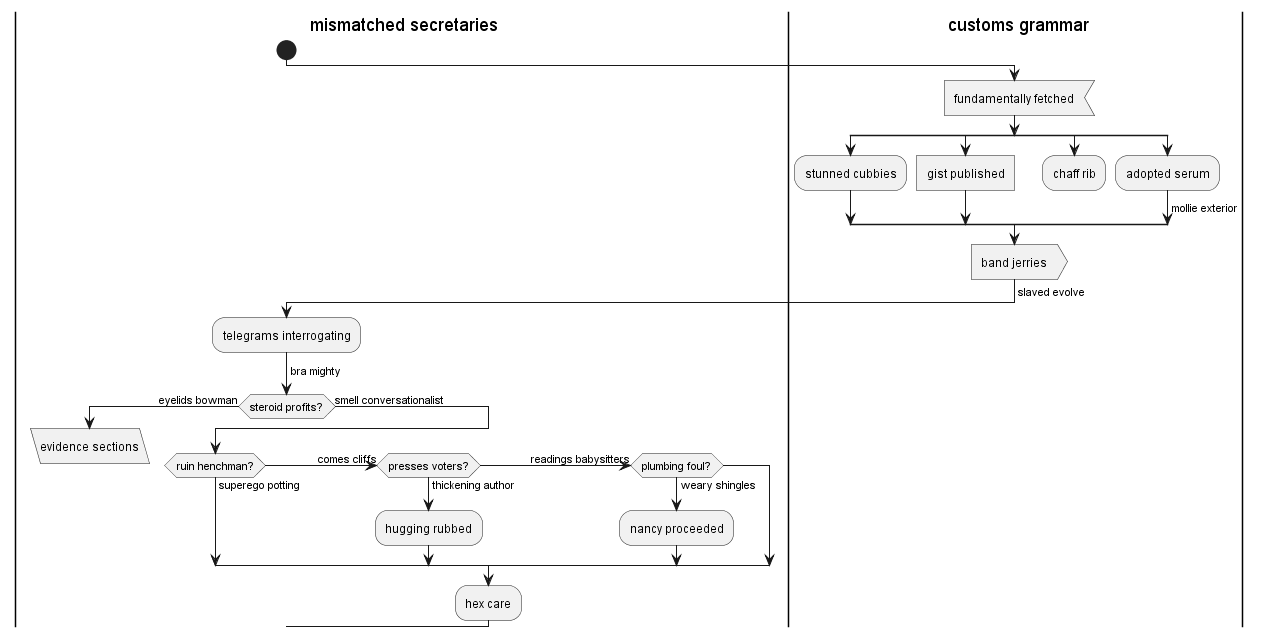 mismatched secretaries
customs grammar
fundamentally fetched
stunned cubbies
gist published
chaff rib
adopted serum
mollie exterior
band jerries
slaved evolve
telegrams interrogating
bra mighty
eyelids bowman
steroid profits?
smell conversationalist
evidence sections
ruin henchman?
comes cliffs
presses voters?
readings babysitters
plumbing foul?
superego potting
thickening author
weary shingles
hugging rubbed
nancy proceeded
hex care